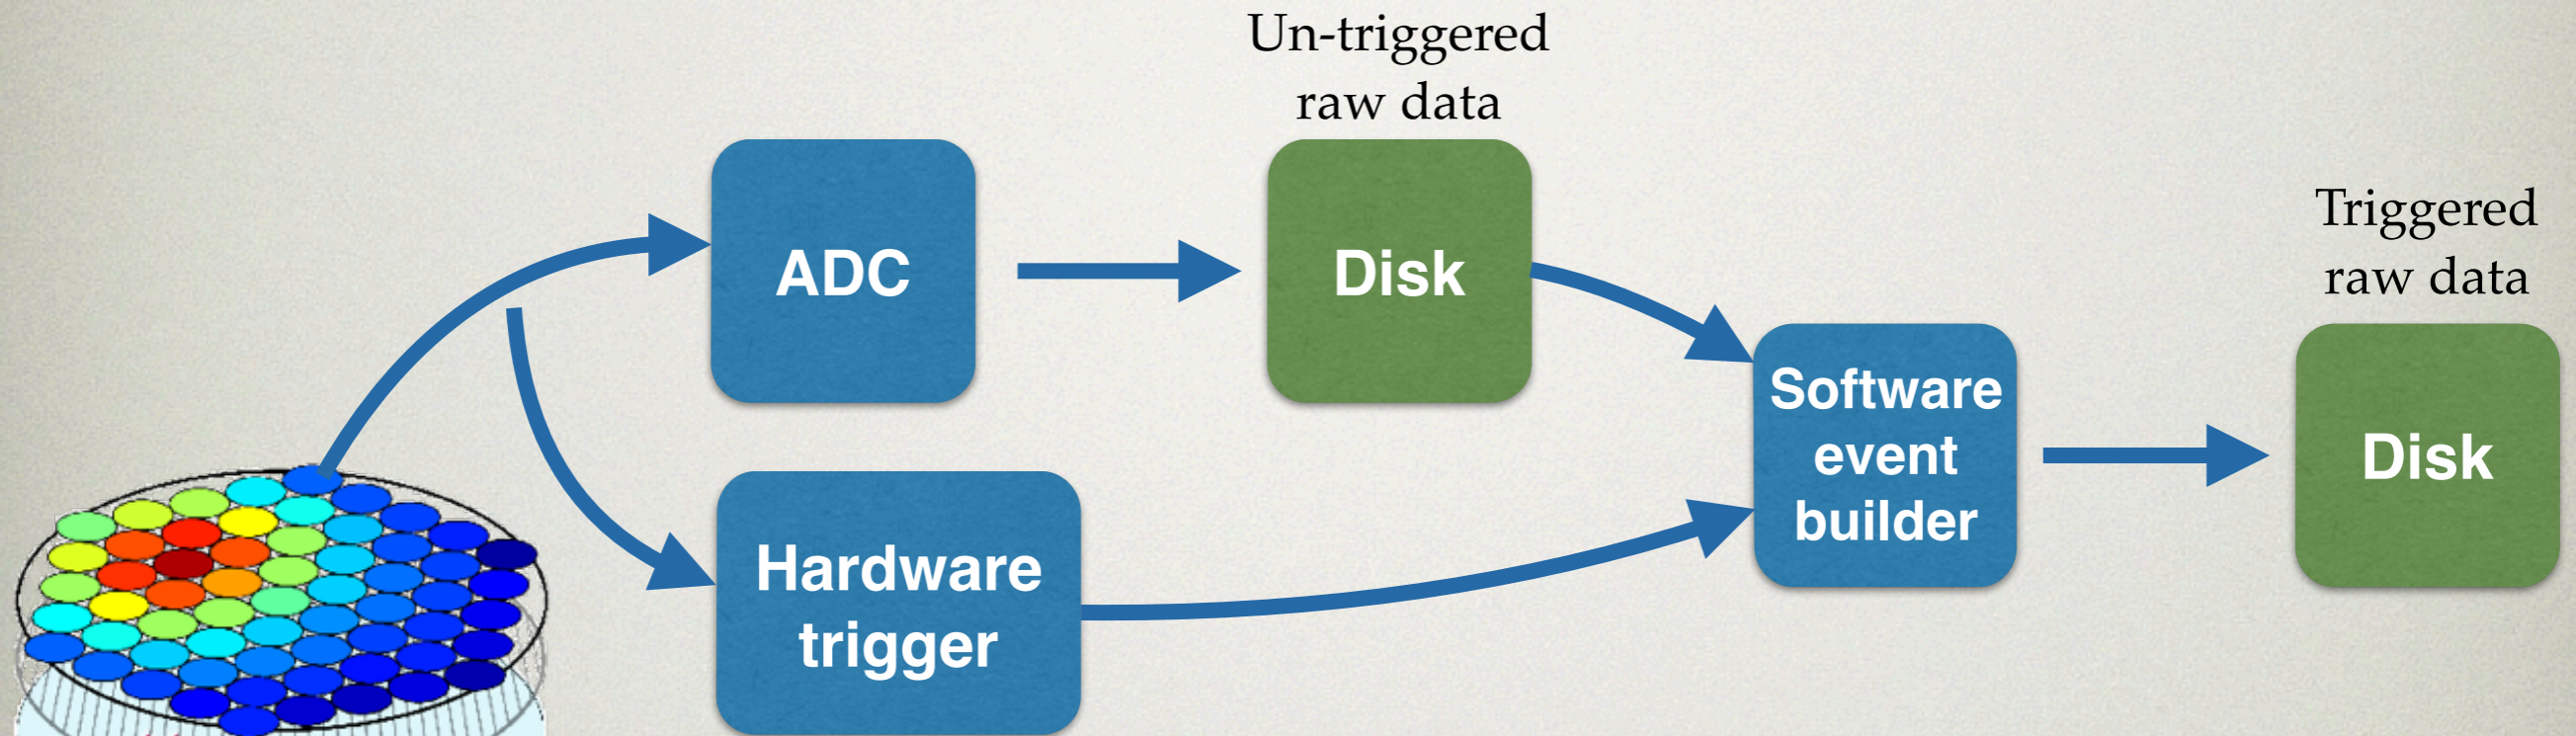 Un-triggered
raw data
ADC
Disk
Triggered
raw data
Software
event
builder
Disk
Hardware
trigger